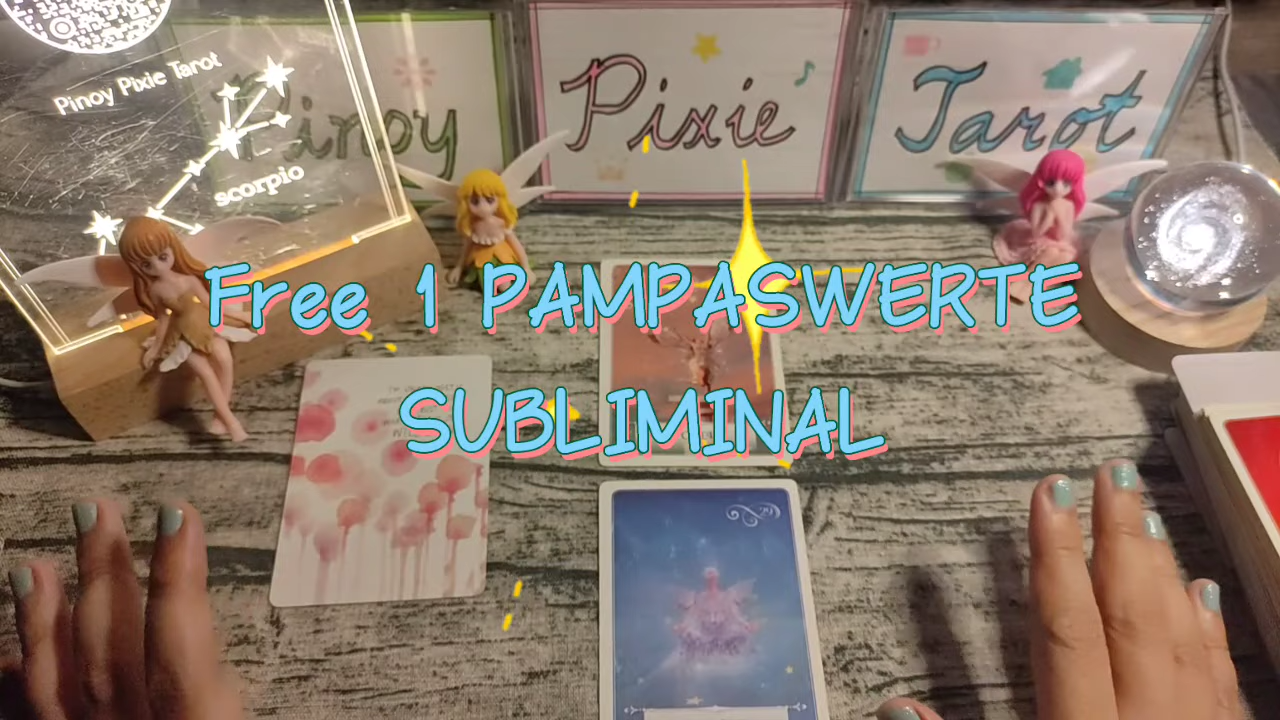 Pinoy Pixie Tarot
scorpio
Pinoy
Pixie
Tarot
Free 1 PAMPASWERTE
SUBLIMINAL